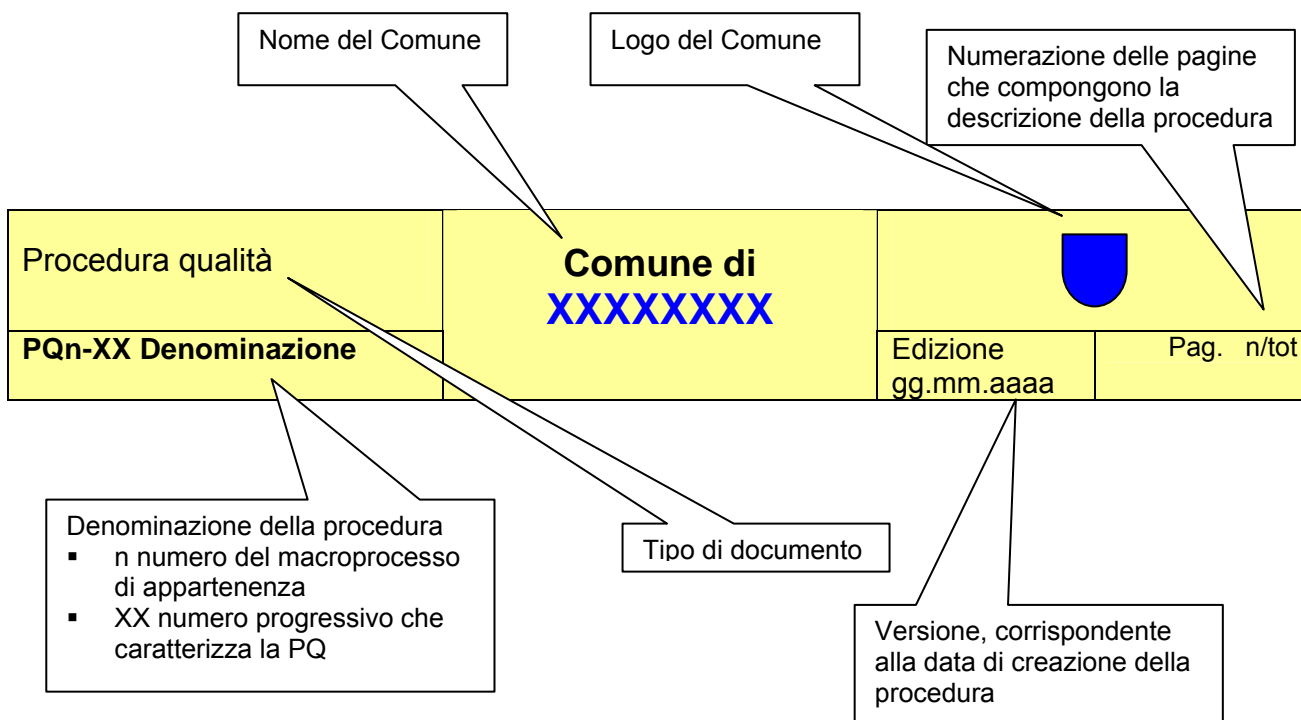 Nome del Comune
Logo del Comune
Numerazione delle pagine
che compongono la
descrizione della procedura
Procedura qualità
Comune di
XXXXXXXX
PQn-XX Denominazione
Edizione
gg.mm.aaaa
Pag. n/tot
Denominazione della procedura
▪ n numero del macroprocesso
di appartenenza
▪ XX numero progressivo che
caratterizza la PQ
Tipo di documento
Versione, corrispondente
alla data di creazione della
procedura